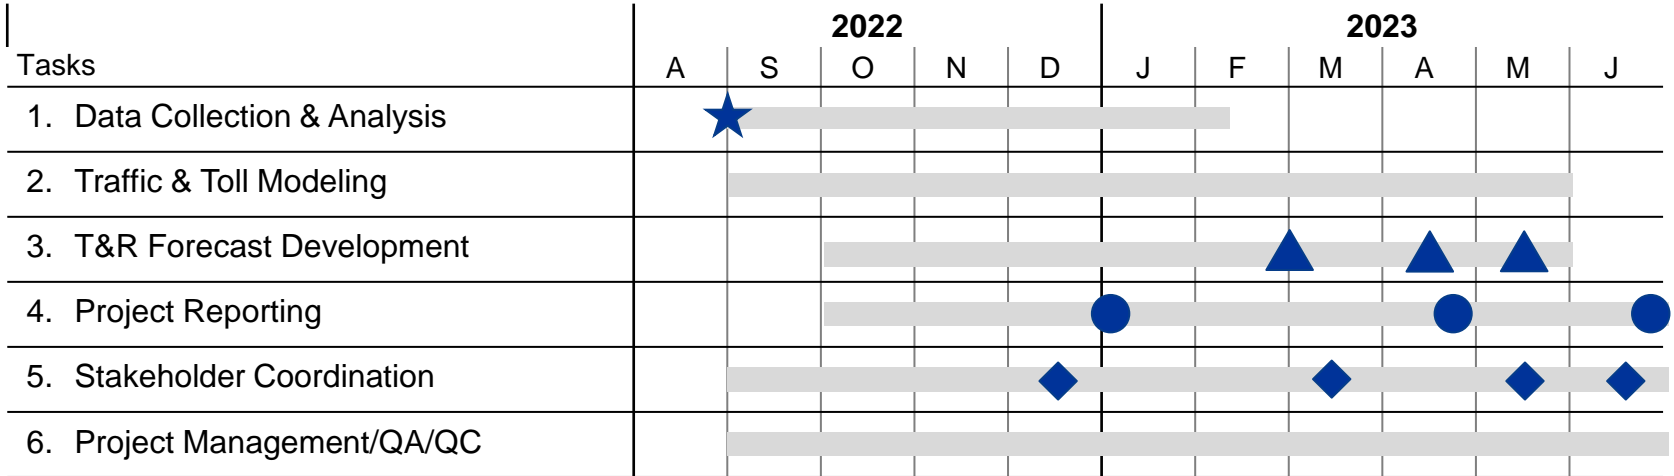 2022 2023
Tasks A S O N D J F M A M J
1. Data Collection & Analysis
2. Traffic & Toll Modeling
3. T&R Forecast Development
4. Project Reporting
5. Stakeholder Coordination
6. Project Management/QA/QC